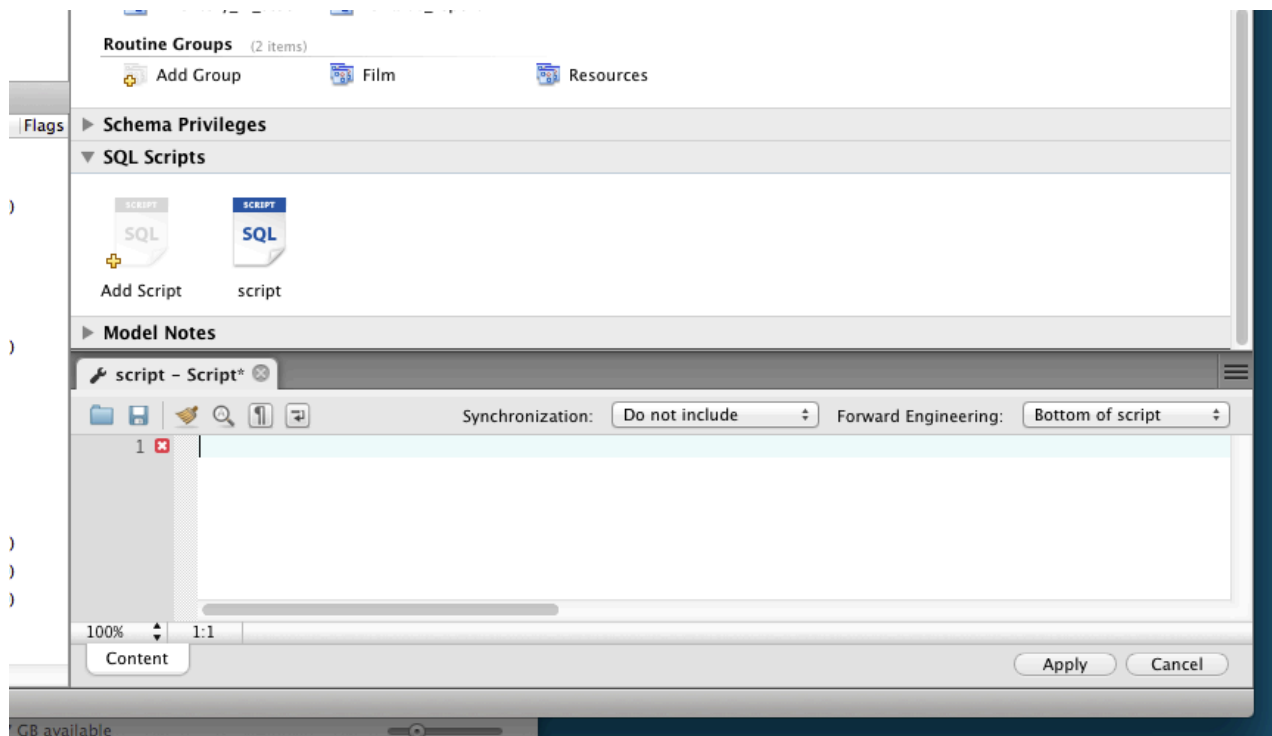 Routine Groups (2 items)
Add Group Film Resources
Flags
Schema Privileges
SQL Scripts
)
SCRIPT SCRIPT
SQL SQL
Add Script script
Model Notes
)
script – Script*
Synchronization: Do not include Forward Engineering: Bottom of script
1
)
)
)
100% 1:1
Content
Apply Cancel
GB available